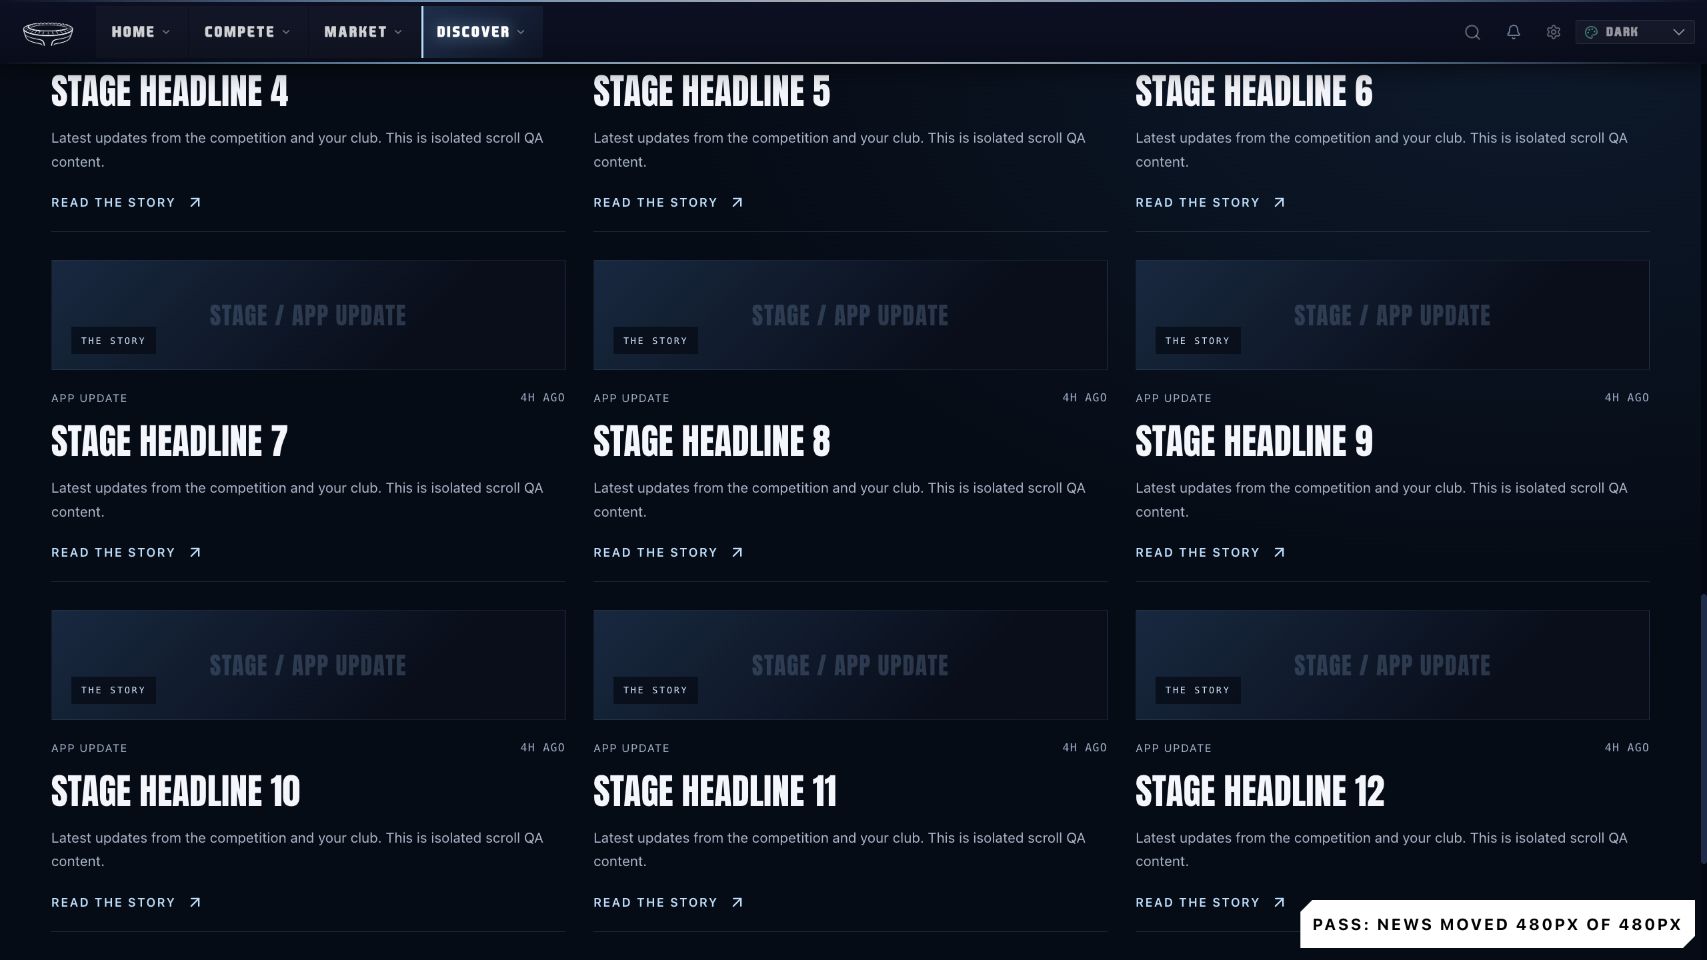 HOME
COMPETE
MARKET
DISCOVER
DARK
STAGE HEADLINE 4
Latest updates from the competition and your club. This is isolated scroll QA
content.
READ THE STORY
STAGE HEADLINE 5
Latest updates from the competition and your club. This is isolated scroll QA
content.
READ THE STORY
STAGE HEADLINE 6
Latest updates from the competition and your club. This is isolated scroll QA
content.
READ THE STORY
STAGE / APP UPDATE
THE STORY
APP UPDATE
4H AGO
STAGE HEADLINE 7
Latest updates from the competition and your club. This is isolated scroll QA
content.
READ THE STORY
STAGE / APP UPDATE
THE STORY
APP UPDATE
4H AGO
STAGE HEADLINE 8
Latest updates from the competition and your club. This is isolated scroll QA
content.
READ THE STORY
STAGE / APP UPDATE
THE STORY
APP UPDATE
4H AGO
STAGE HEADLINE 9
Latest updates from the competition and your club. This is isolated scroll QA
content.
READ THE STORY
STAGE / APP UPDATE
THE STORY
APP UPDATE
4H AGO
STAGE HEADLINE 10
Latest updates from the competition and your club. This is isolated scroll QA
content.
READ THE STORY
STAGE / APP UPDATE
THE STORY
APP UPDATE
4H AGO
STAGE HEADLINE 11
Latest updates from the competition and your club. This is isolated scroll QA
content.
READ THE STORY
STAGE / APP UPDATE
THE STORY
APP UPDATE
4H AGO
STAGE HEADLINE 12
Latest updates from the competition and your club. This is isolated scroll QA
content.
READ THE STORY
PASS: NEWS MOVED 480PX OF 480PX